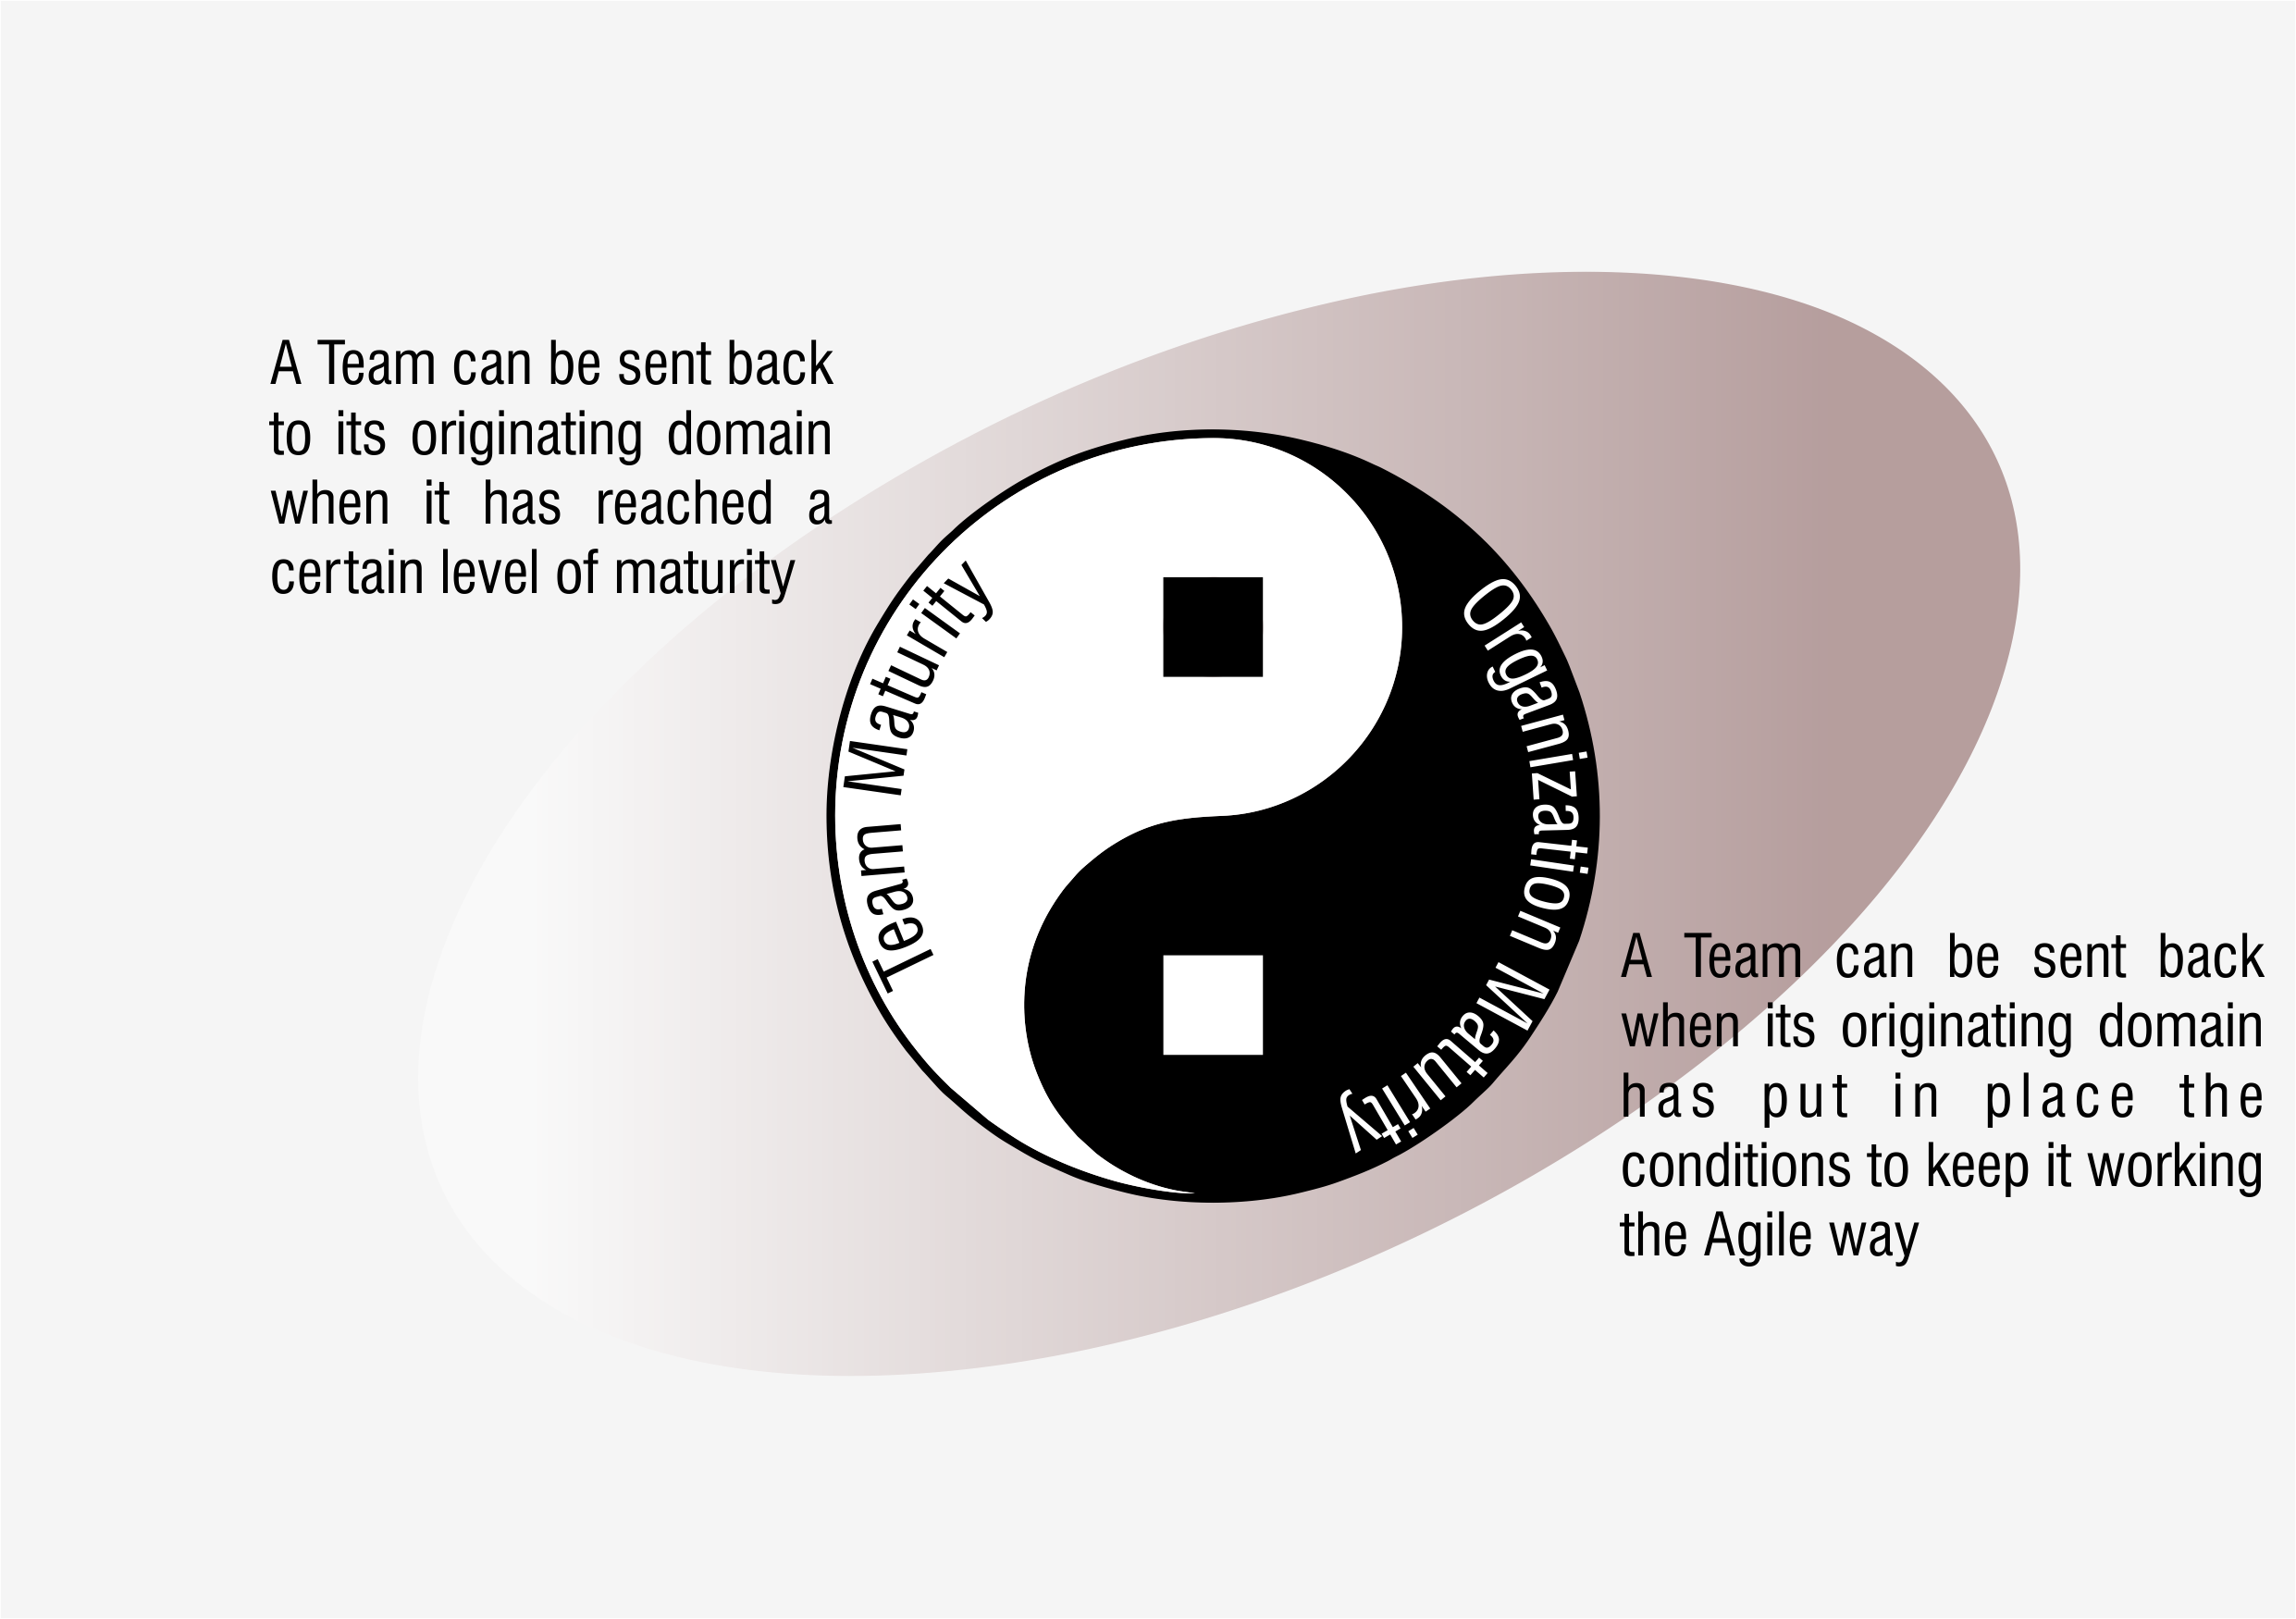 A Team can be sent back
to its originating domain
when it has reached a
certain level of maturity
Team Maturity
Organization Maturity
A Team can be sent back
when its originating domain
has put in place the
conditions to keep it working
the Agile way